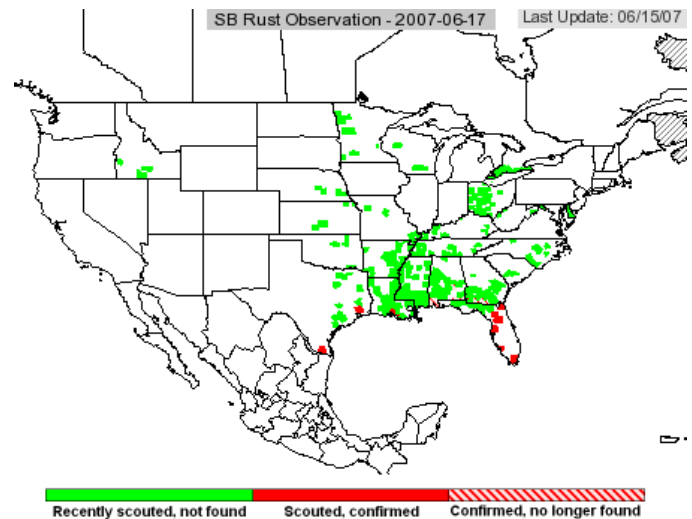 SB Rust Observation - 2007-06-17
Last Update: 06/15/07
Recently scouted, not found
Scouted, confirmed
Confirmed, no longer found